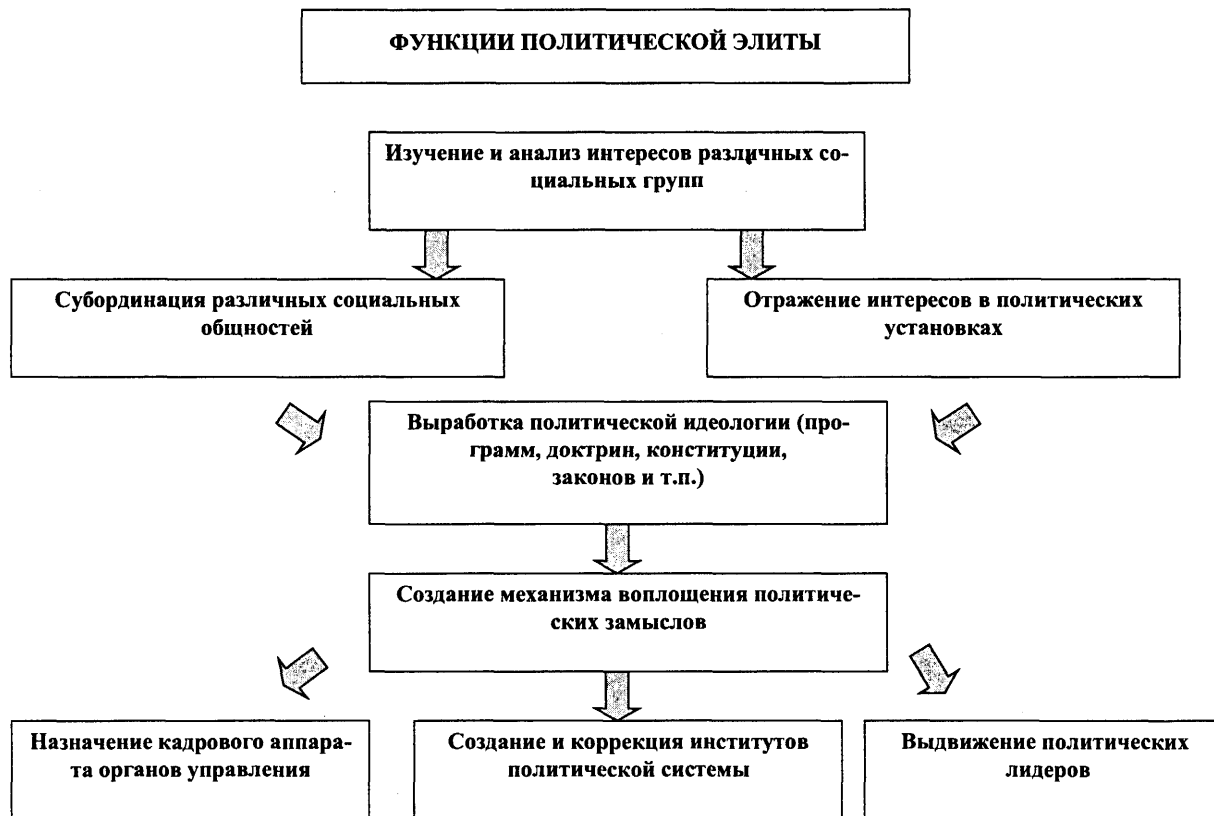 ФУНКЦИИ ПОЛИТИЧЕСКОЙ ЭЛИТЫ
Изучение и анализ интересов различных со-
циальных групп
Субординация различных социальных
общностей
Отражение интересов в политических
установках
Выработка политической идеологии (про-
грамм, доктрин, конституции,
законов и т.п.)
Создание механизма воплощения политиче-
ских замыслов
Назначение кадрового аппара-
та органов управления
Создание и коррекция институтов
политической системы
Выдвижение политических
лидеров